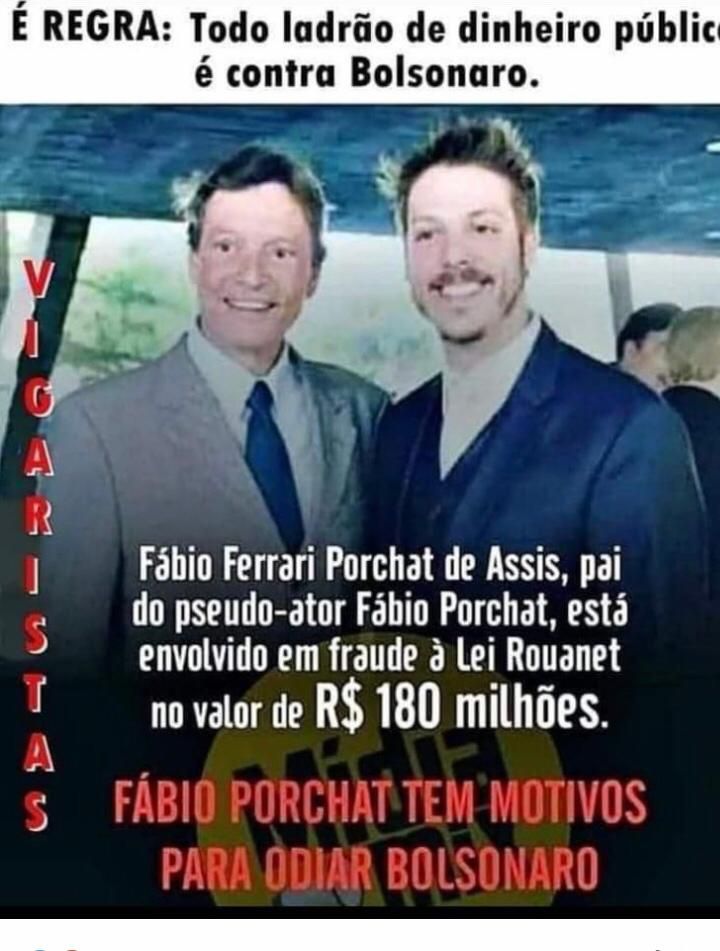 É REGRA: Todo ladrão de dinheiro públic
é contra Bolsonaro.
VIGARISTAS
Fábio Ferrari Porchat de Assis, pai
do pseudo-ator Fábio Porchat, está
envolvido em fraude à Lei Rouanet
no valor de R$ 180 milhões.
Mídia
FÁBIO PORCHAT TEM MOTIVOS
PARA ODIAR BOLSONARO